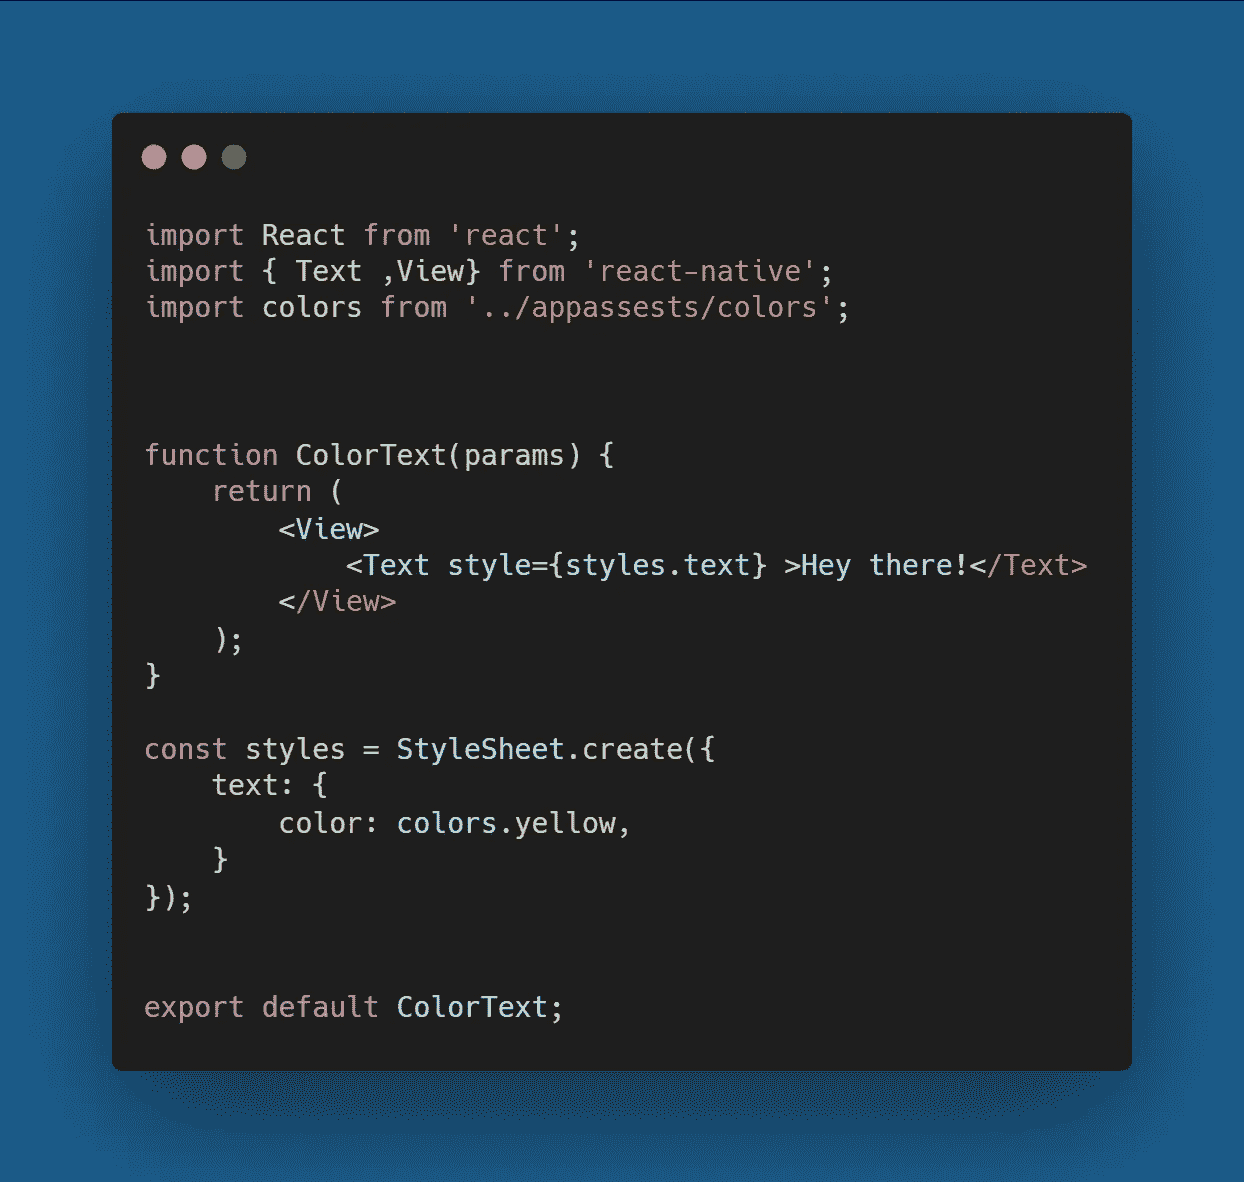 import React from 'react';
import { Text ,View} from 'react-native';
import colors from '../appassests/colors';
function ColorText(params) {
    return (
        <View>
            <Text style={styles.text} >Hey there!</Text>
        </View>
    );
}
const styles = StyleSheet.create({
    text: {
        color: colors.yellow,
    }
});
export default ColorText;